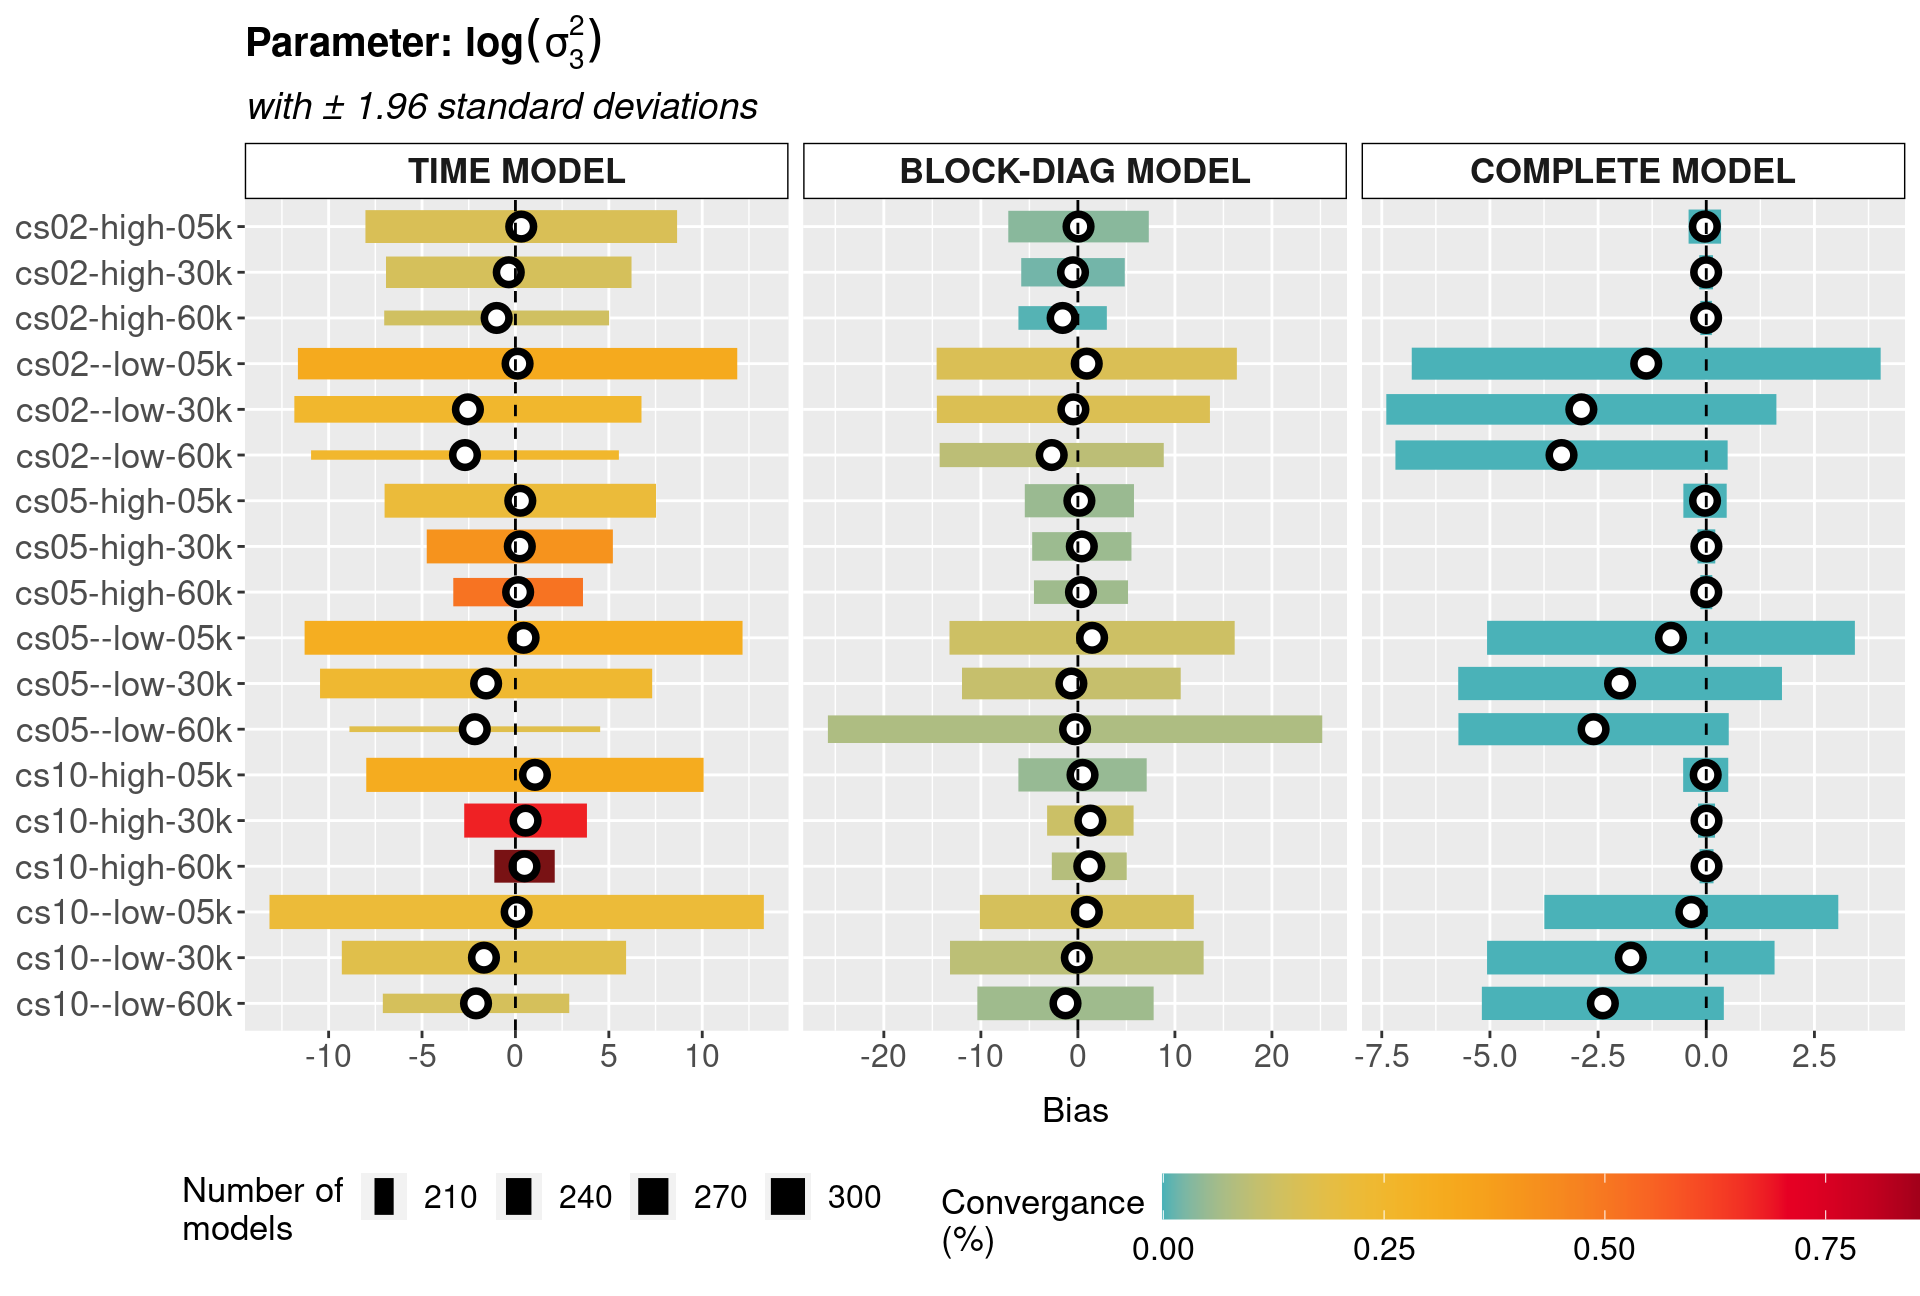 Parameter: log(σ₃²)
with ± 1.96 standard deviations
TIME MODEL BLOCK-DIAG MODEL COMPLETE MODEL
cs02-high-05k
cs02-high-30k
cs02-high-60k
cs02--low-05k
cs02--low-30k
cs02--low-60k
cs05-high-05k
cs05-high-30k
cs05-high-60k
cs05--low-05k
cs05--low-30k
cs05--low-60k
cs10-high-05k
cs10-high-30k
cs10-high-60k
cs10--low-05k
cs10--low-30k
cs10--low-60k
-10 -5 0 5 10 -20 -10 0 10 20 -7.5 -5.0 -2.5 0.0 2.5
Bias
Number of
models
210 240 270 300
Convergance
(%)
0.00 0.25 0.50 0.75